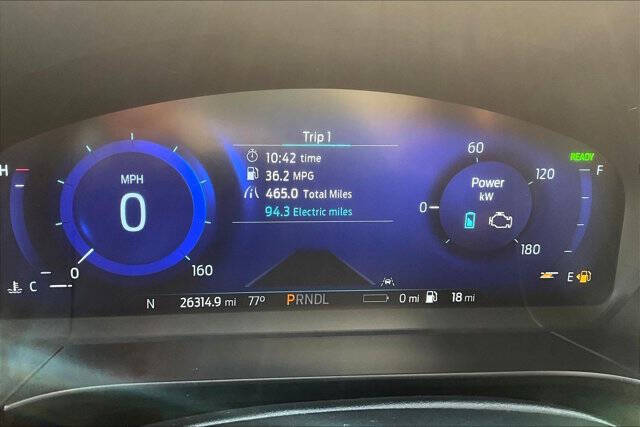 Trip 1
10:42 time
36.2 MPG
465.0 Total Miles
94.3 Electric miles
MPH
0
0
160
H
C
60
120
0
180
Power
kW
READY
F
E
N 26314.9 mi 77° PRNDL 0 mi 18 mi